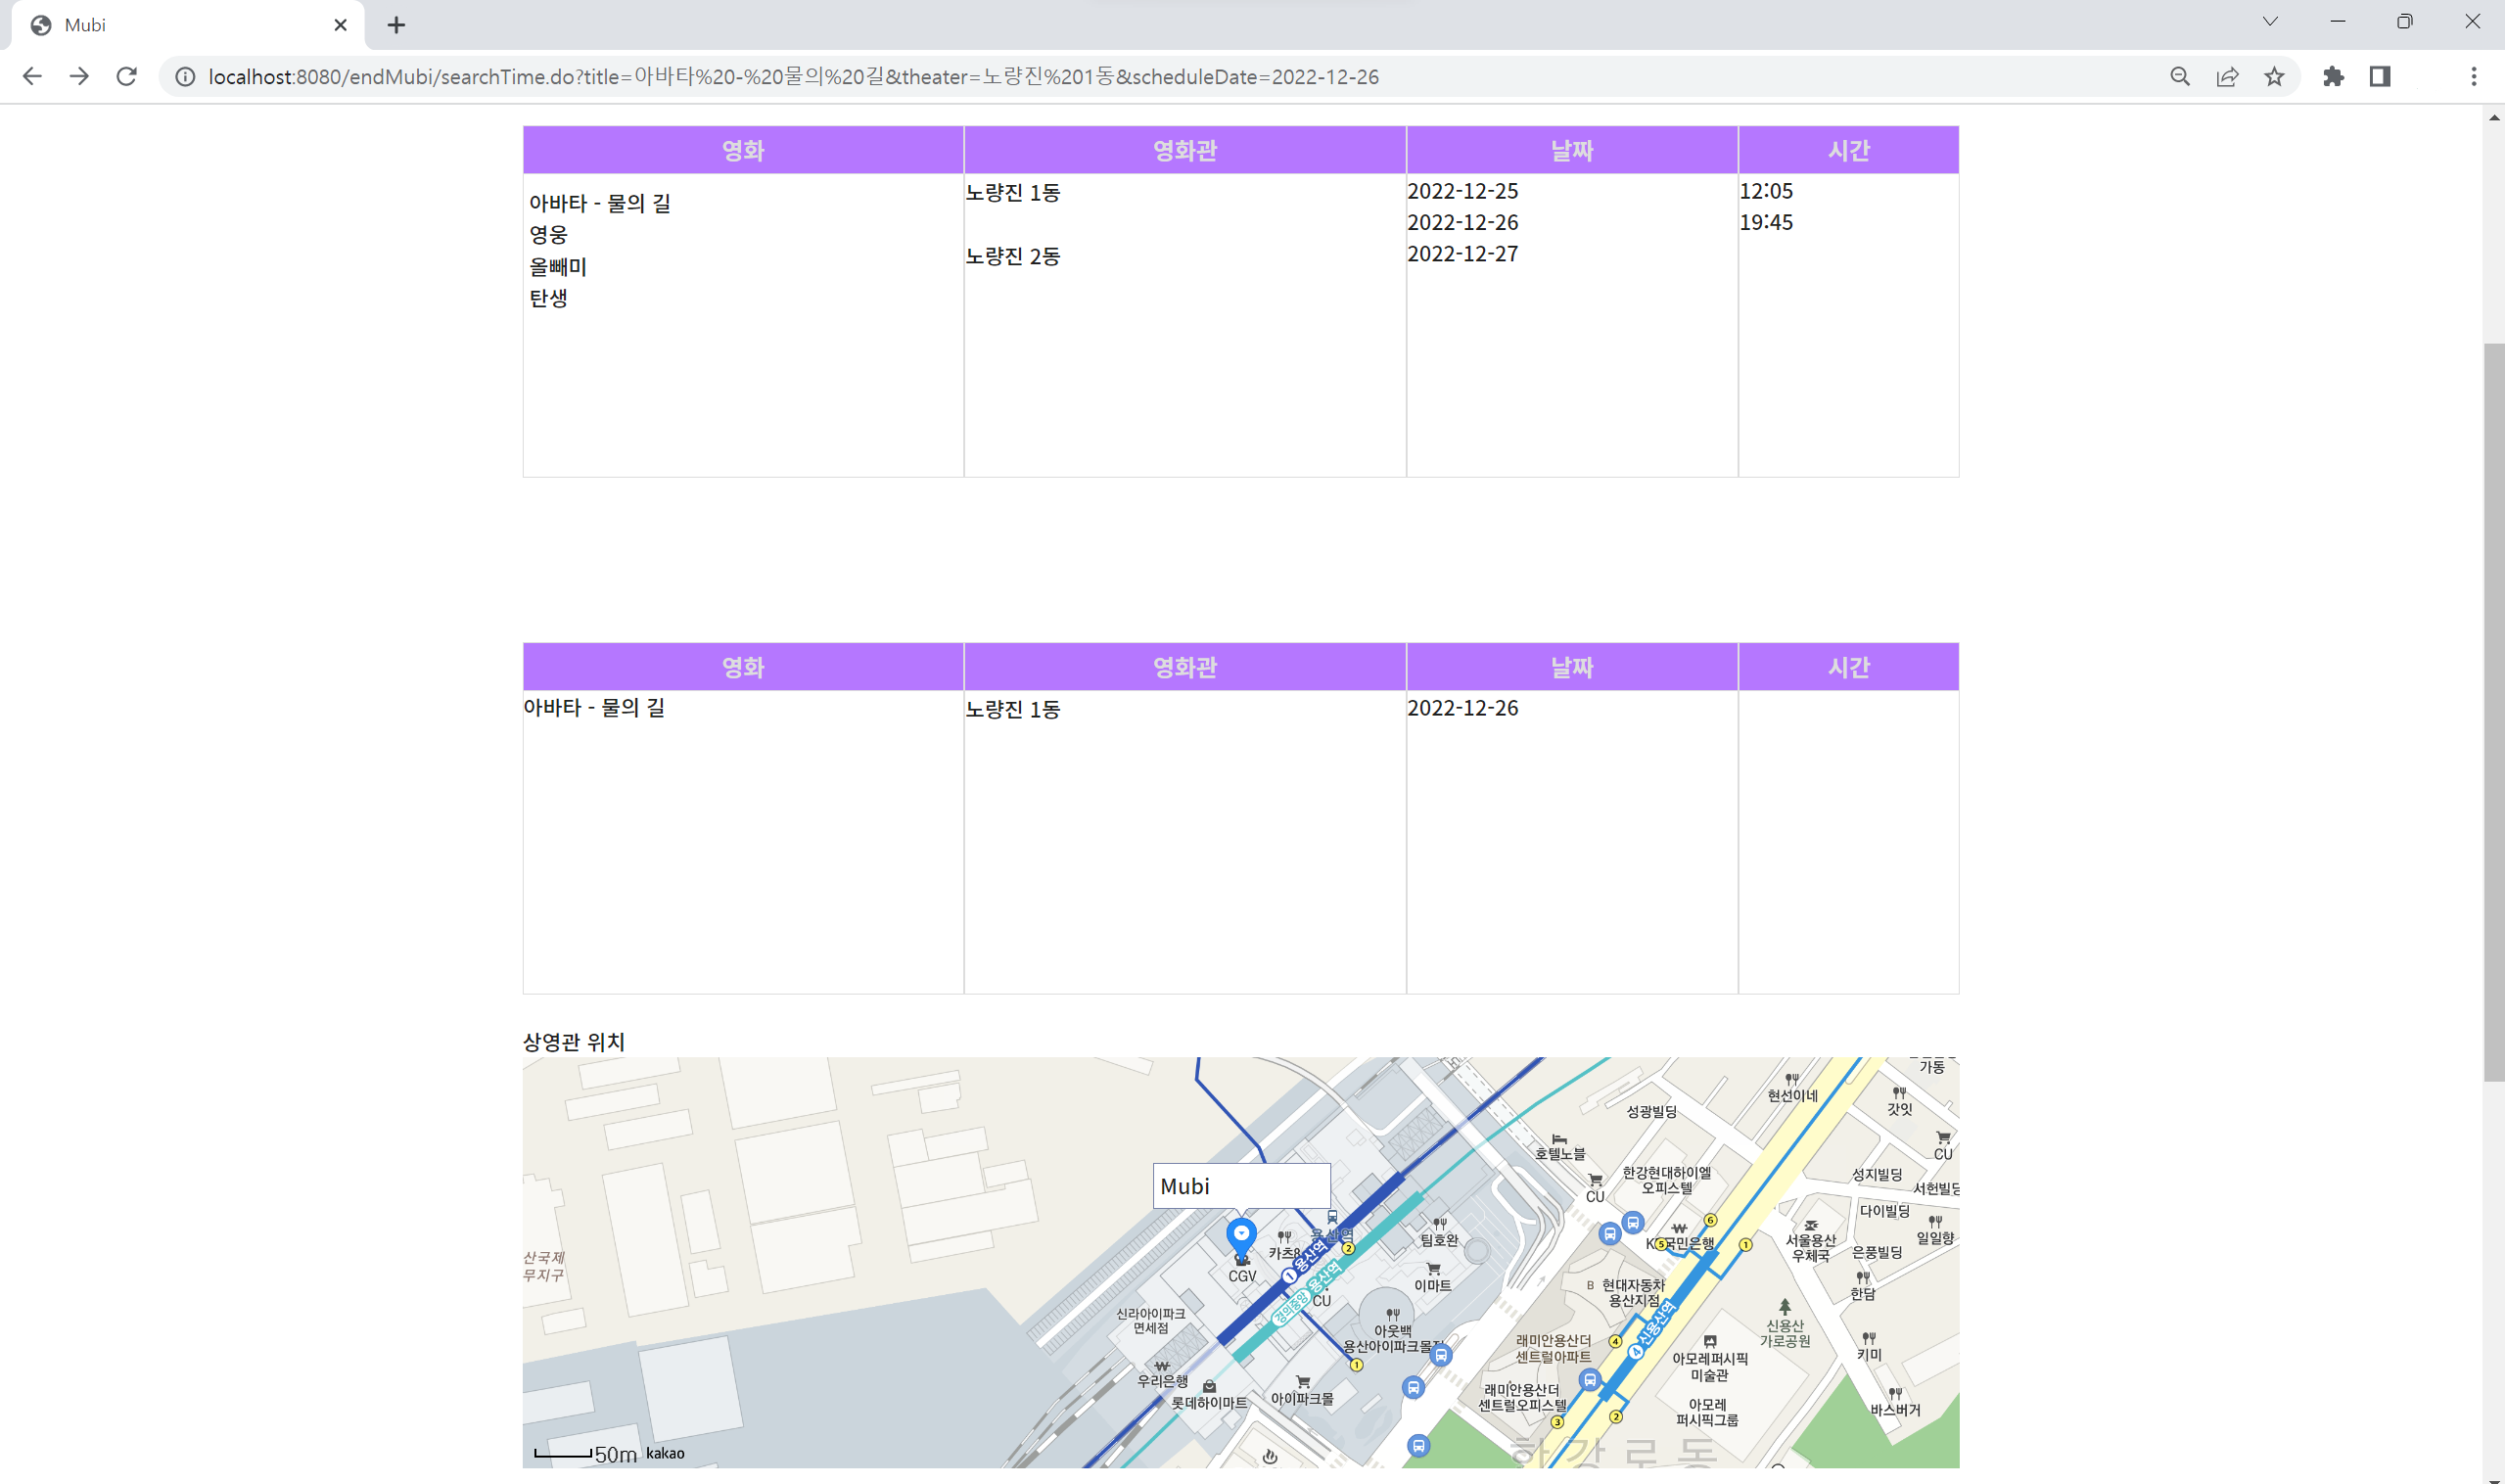 Mubi
localhost:8080/endMubi/searchTime.do?title=아바타%20-%20물의%20길&theater=노량진%201동&scheduleDate=2022-12-26
영화 영화관 날짜 시간
아바타 - 물의 길 노량진 1동 2022-12-25 12:05
영웅 2022-12-26 19:45
올빼미 노량진 2동 2022-12-27
탄생
영화 영화관 날짜 시간
아바타 - 물의 길 노량진 1동 2022-12-26
상영관 위치
가동
현선이네
갓잇
성광빌딩
호텔노블
CU
한강현대하이엘
오피스텔
CU
성지빌딩
서헌빌딩
Mubi
다이빌딩
6
용산역
카츠8
2
팀호완
국민은행
5
1
서울용산
우체국
은풍빌딩
일일향
산국제
무지구
CGV
1 용산역
경의중앙 용산역
CU
이마트
B 현대자동차
용산지점
한담
신라아이파크
면세점
아웃백
용산아이파크몰점
1
래미안용산더
센트럴아파트
4
4 신용산역
신용산
가로공원
키미
우리은행
롯데하이마트
아이파크몰
아모레퍼시픽
미술관
래미안용산더
센트럴오피스텔
3
2
아모레
퍼시픽그룹
바스버거
한강로동
50m kakao